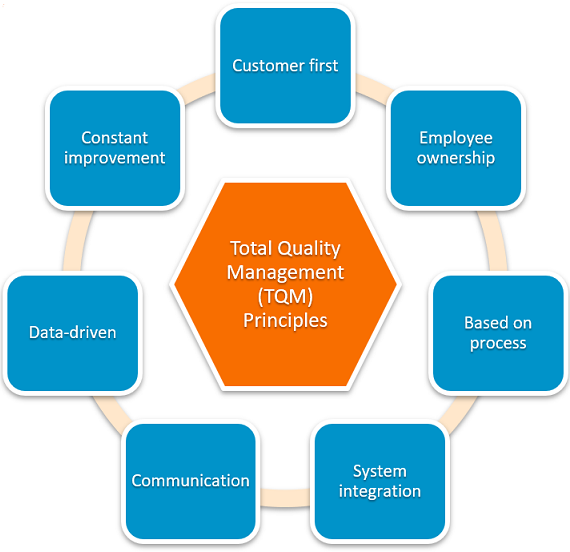 Customer first
Employee
ownership
Based on
process
System
integration
Communication
Data-driven
Constant
improvement
Total Quality
Management
(TQM)
Principles